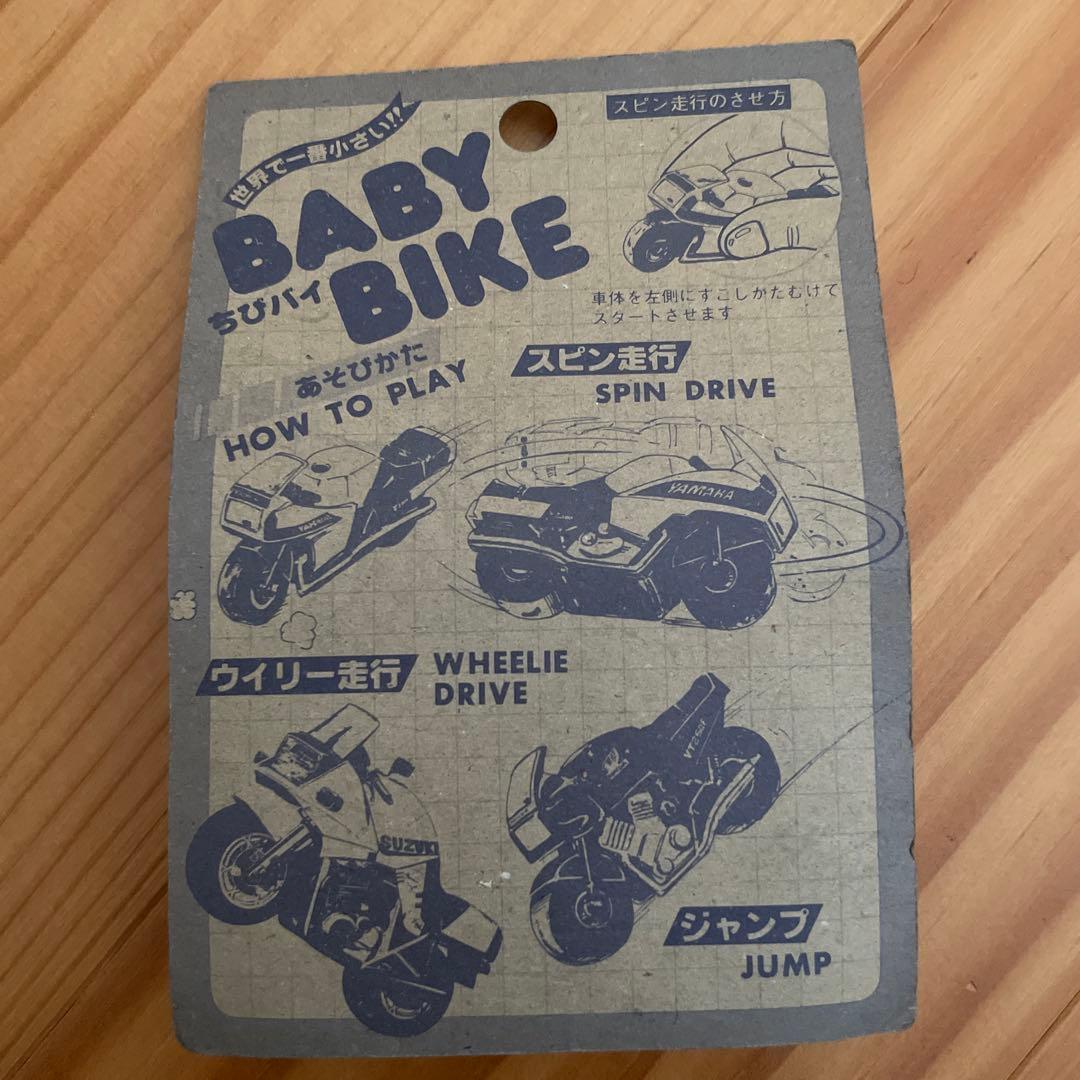 世界で一番小さい!!
BABY
BIKE
ちびバイ
スピン走行のさせ方
車体を左側にすこしかたむけて
スタートさせます
あそびかた
HOW TO PLAY
スピン走行
SPIN DRIVE
YAMAHA
ウイリー走行
WHEELIE
DRIVE
SUZUKI
ジャンプ
JUMP